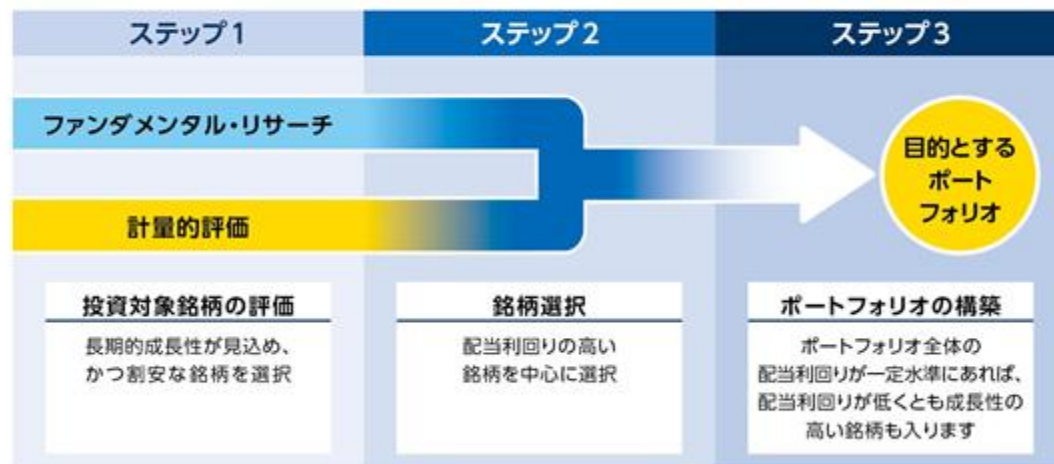 ステップ1
ステップ2
ステップ3
ファンダメンタル・リサーチ
計量的評価
目的とする
ポート
フォリオ
投資対象銘柄の評価
長期的成長性が見込め、
かつ割安な銘柄を選択
銘柄選択
配当利回りの高い
銘柄を中心に選択
ポートフォリオの構築
ポートフォリオ全体の
配当利回りが一定水準にあれば、
配当利回りが低くとも成長性の
高い銘柄も入ります